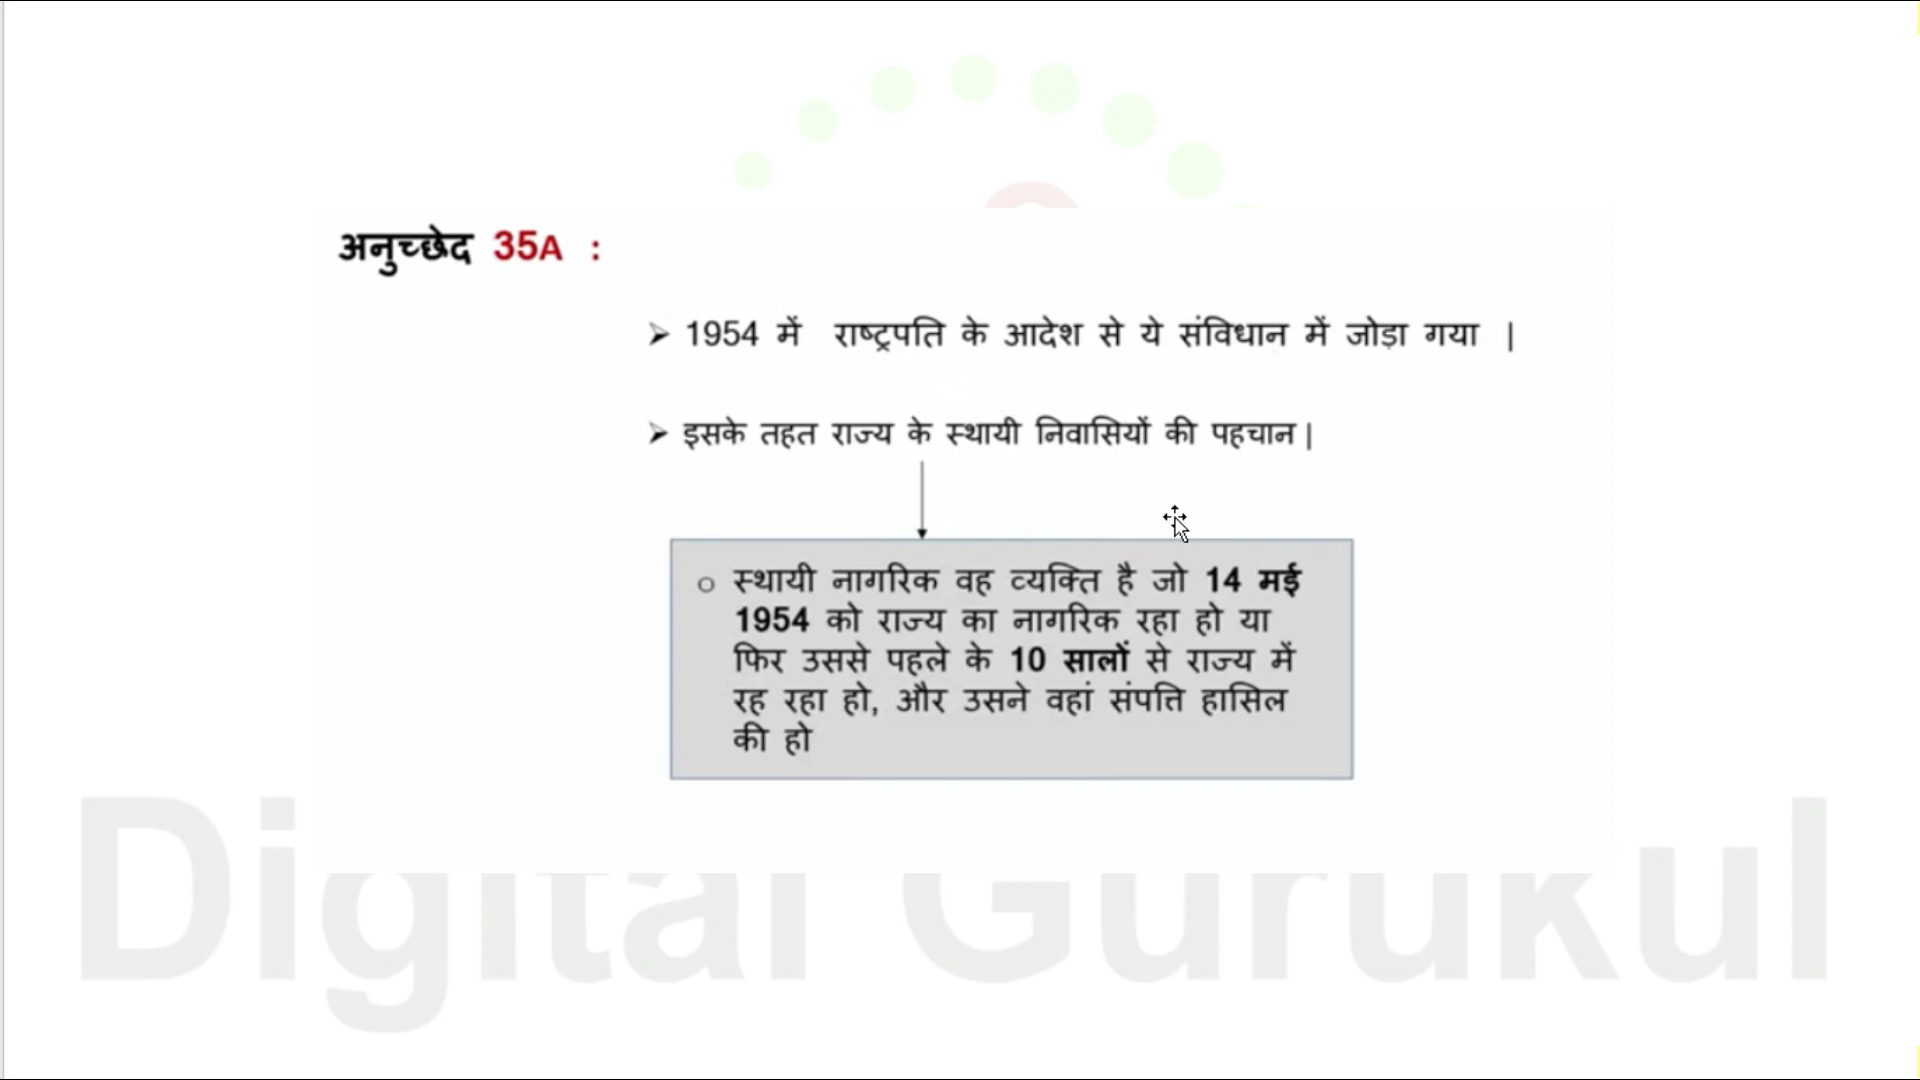 अनुच्छेद 35A :
➢ 1954 में राष्ट्रपति के आदेश से ये संविधान में जोड़ा गया |
➢ इसके तहत राज्य के स्थायी निवासियों की पहचान|
o स्थायी नागरिक वह व्यक्ति है जो 14 मई
1954 को राज्य का नागरिक रहा हो या
फिर उससे पहले के 10 सालों से राज्य में
रह रहा हो, और उसने वहां संपत्ति हासिल
की हो
Digital Gurukul